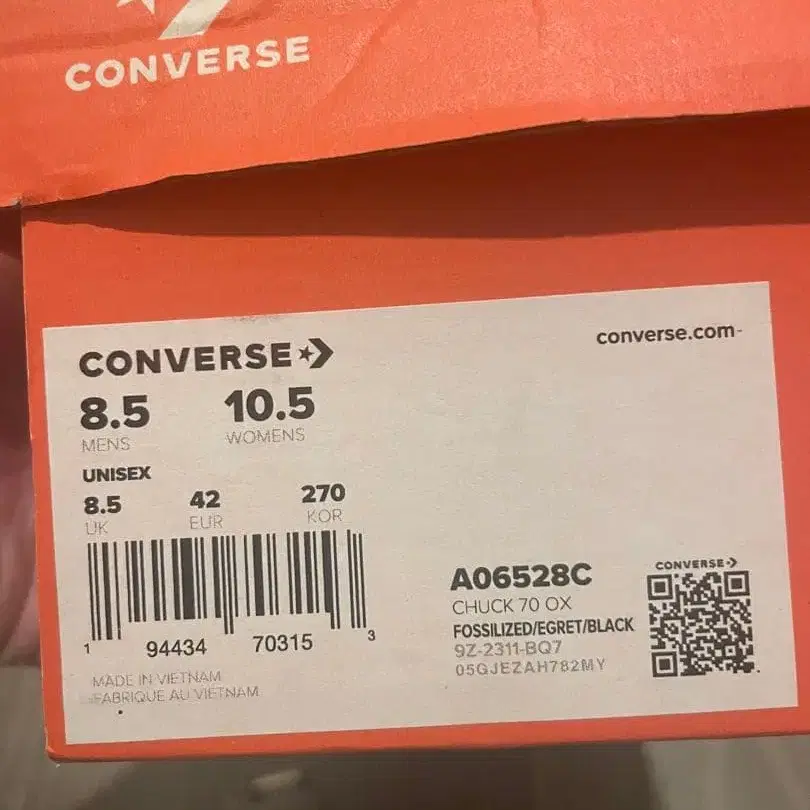 CONVERSE
CONVERSE
converse.com
8.5 10.5
MENS WOMENS
UNISEX
8.5 42 270
UK EUR KOR
1 94434 70315 3
MADE IN VIETNAM
FABRIQUE AU VIETNAM
A06528C
CHUCK 70 OX
FOSSILIZED/EGRET/BLACK
9Z-2311-BQ7
05GJEZAH782MY
CONVERSE